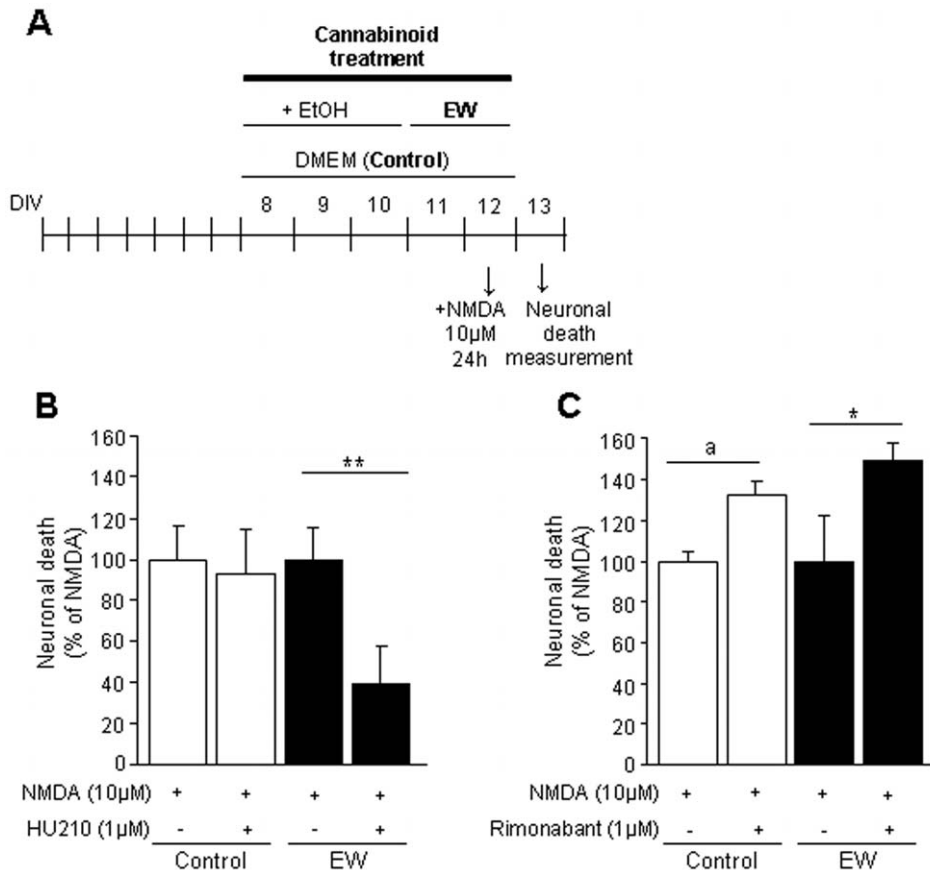 A
Cannabinoid
treatment
+ EtOH EW
DMEM (Control)
DIV 8 9 10 11 12 13
+NMDA Neuronal
10µM death
24h measurement
B
Neuronal death
(% of NMDA)
160
140
120
100
80
60
40
20
0
**
NMDA (10µM) + + + +
HU210 (1µM) - + - +
Control EW
C
Neuronal death
(% of NMDA)
160
140
120
100
80
60
40
20
0
a
*
NMDA (10µM) + + + +
Rimonabant (1µM) - + - +
Control EW